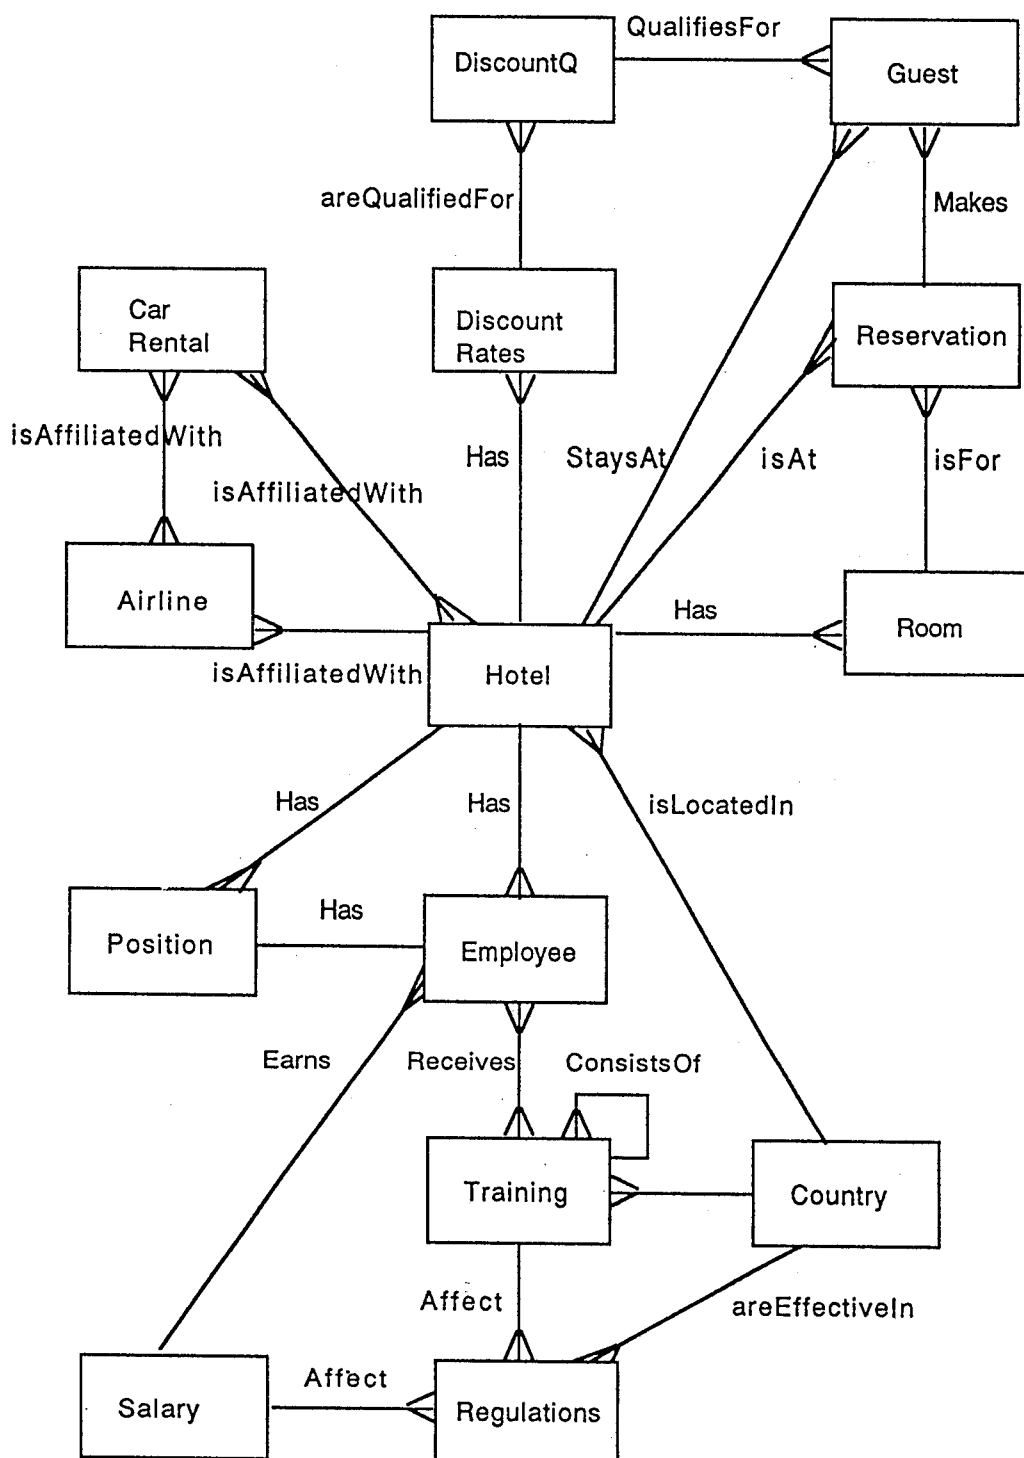 QualifiesFor
DiscountQ
Guest
areQualifiedFor
Makes
Car
Rental
Discount
Rates
Reservation
isAffiliatedWith
Has
StaysAt
isAt
isFor
isAffiliatedWith
Airline
Has
Room
isAffiliatedWith
Hotel
Has
Has
isLocatedIn
Has
Position
Employee
Earns
Receives
ConsistsOf
Training
Country
Affect
areEffectiveIn
Affect
Salary
Regulations